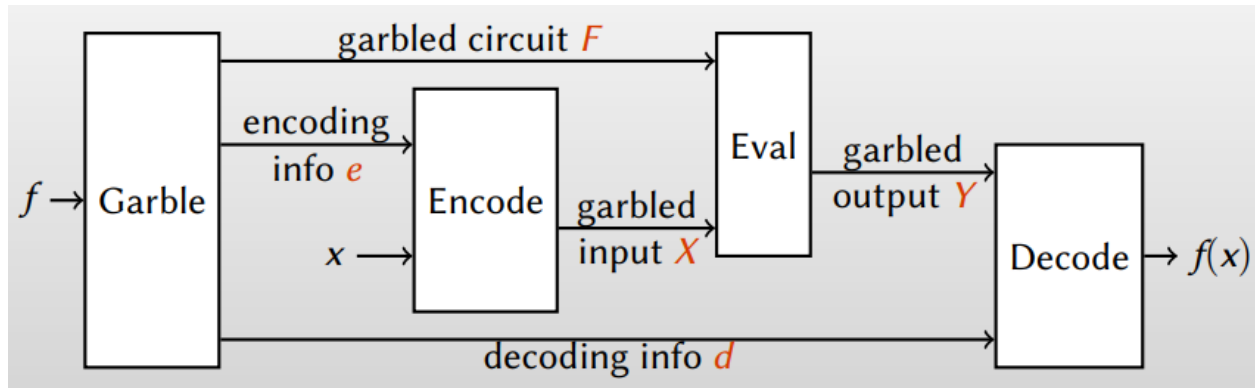 garbled circuit F
encoding
info e
f
Garble
Encode
x
garbled
input X
Eval
garbled
output Y
Decode
f(x)
decoding info d